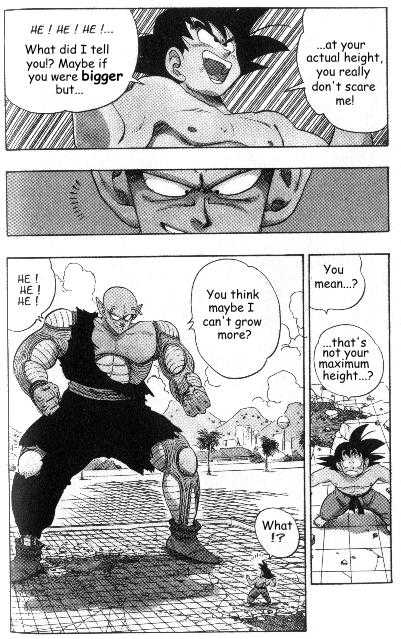 HE ! HE ! HE !...
What did I tell
you!? Maybe if
you were bigger
but...
...at your
actual height,
you really
don't scare
me!
HE !
HE !
HE !
You think
maybe I
can't grow
more?
What
!?
You
mean...?
...that's
not your
maximum
height...?